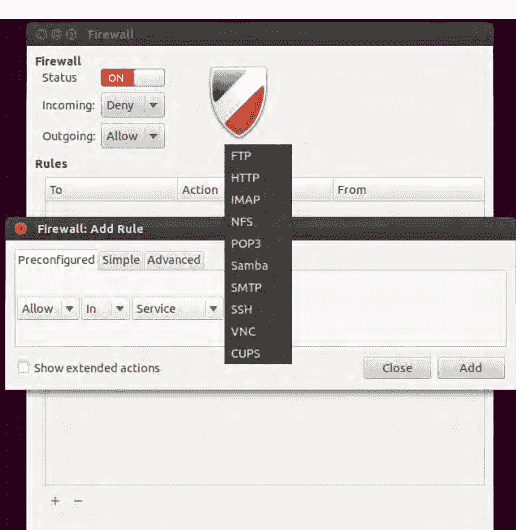 Firewall
Firewall
Status ON
Incoming: Deny
Outgoing: Allow
Rules
To Action From
Firewall: Add Rule
Preconfigured Simple Advanced
Allow In Service
FTP
HTTP
IMAP
NFS
POP3
Samba
SMTP
SSH
VNC
CUPS
Show extended actions Close Add
+ −